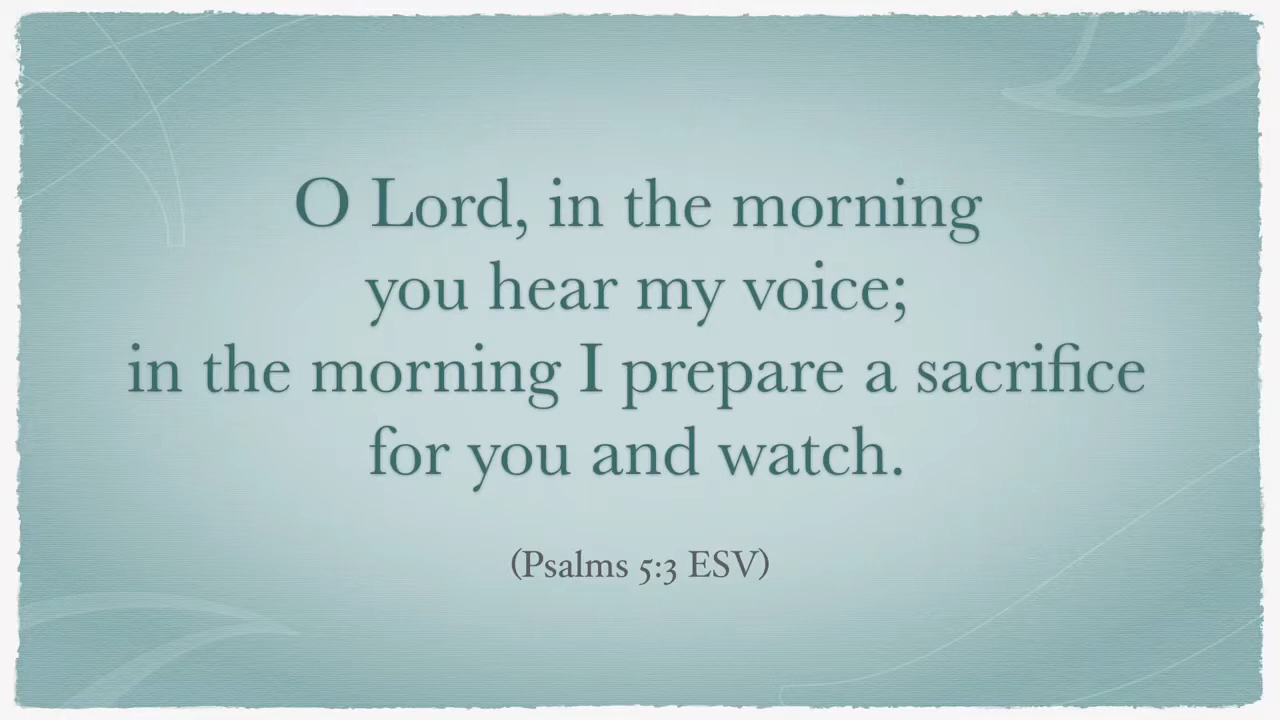 O Lord, in the morning
you hear my voice;
in the morning I prepare a sacrifice
for you and watch.
(Psalms 5:3 ESV)